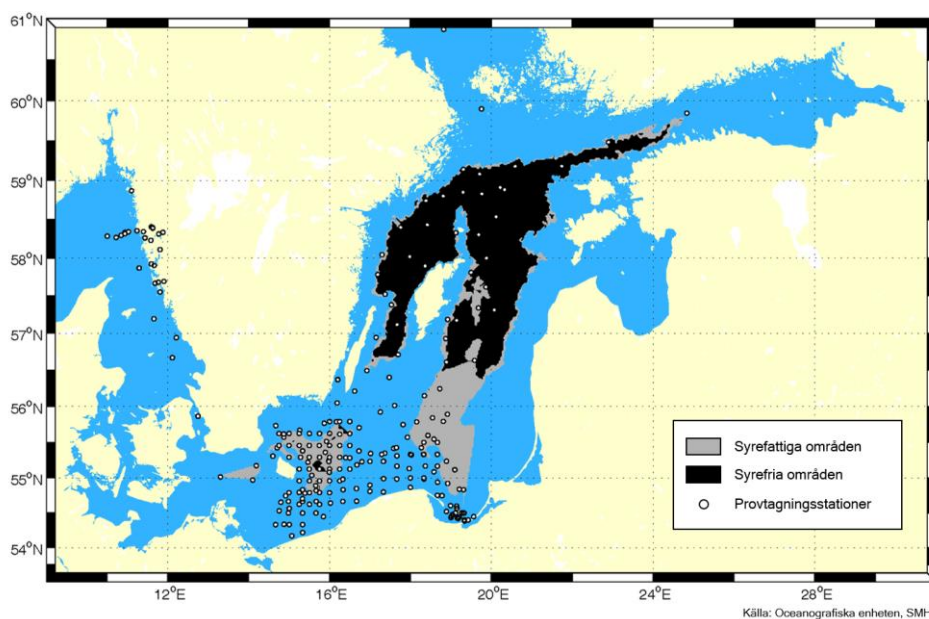 61°N
60°N
59°N
58°N
57°N
56°N
55°N
54°N
12°E 16°E 20°E 24°E 28°E
Syrefattiga områden
Syrefria områden
Provtagningsstationer
Källa: Oceanografiska enheten, SMH